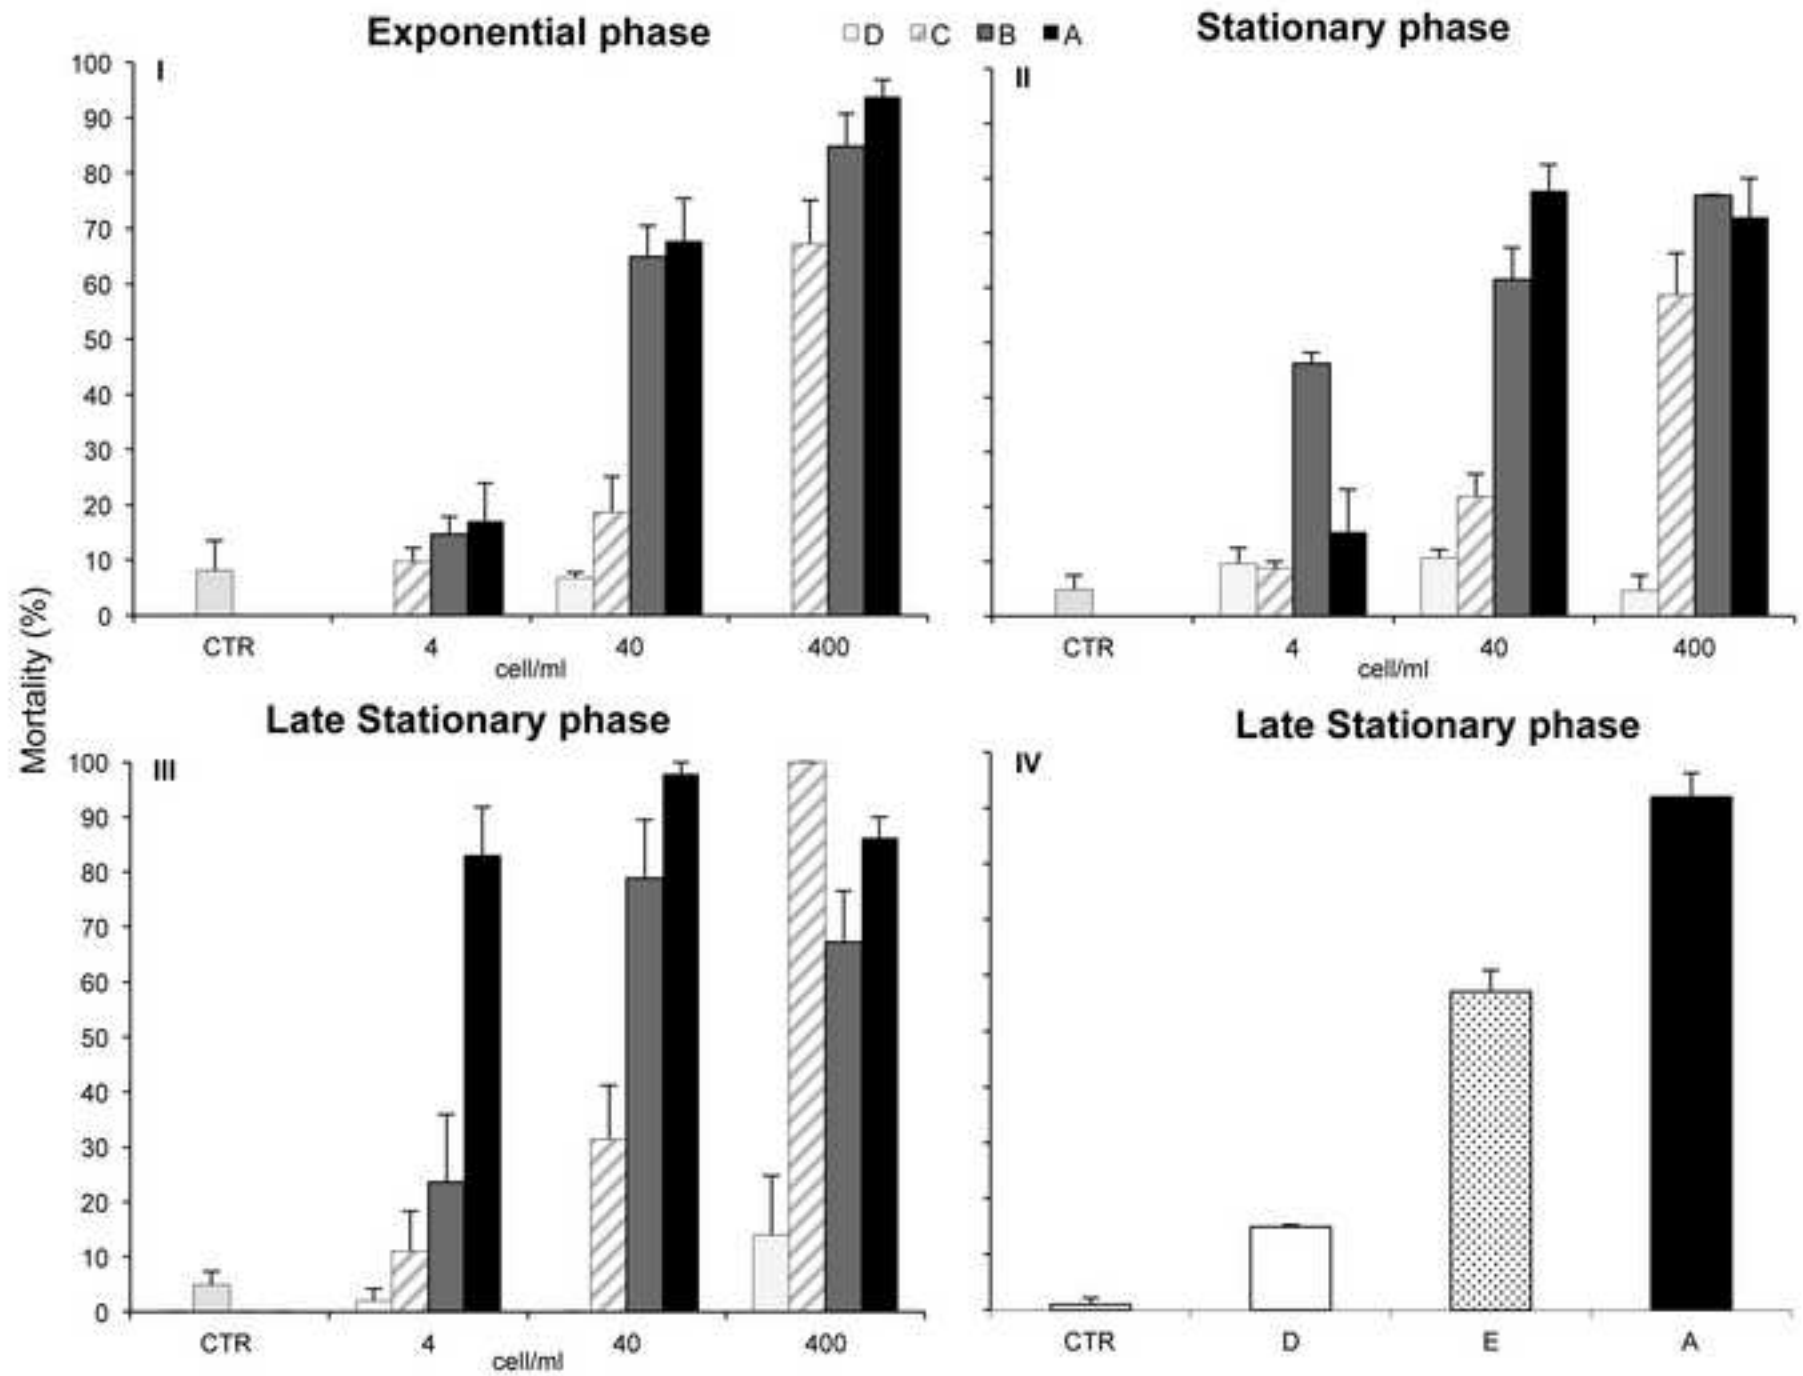 Exponential phase
D C B A
Stationary phase
Mortality (%)
I
100
90
80
70
60
50
40
30
20
10
0
CTR 4 40 400
cell/ml
II
CTR 4 40 400
cell/ml
Late Stationary phase
III
100
90
80
70
60
50
40
30
20
10
0
CTR 4 40 400
cell/ml
Late Stationary phase
IV
CTR D E A